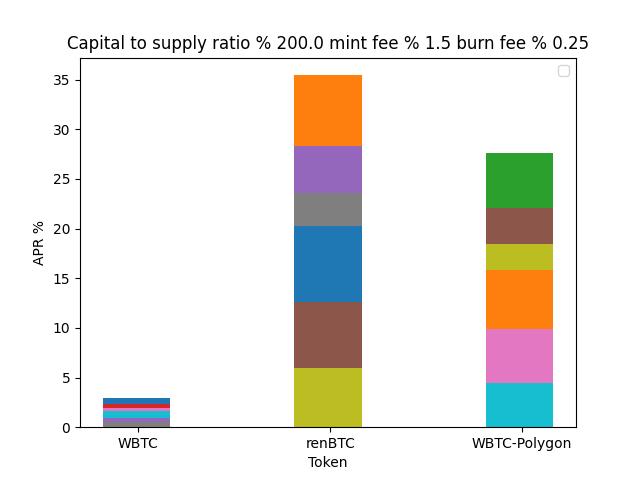 Capital to supply ratio % 200.0 mint fee % 1.5 burn fee % 0.25
35
30
25
20
15
10
5
0
APR %
WBTC
renBTC
WBTC-Polygon
Token